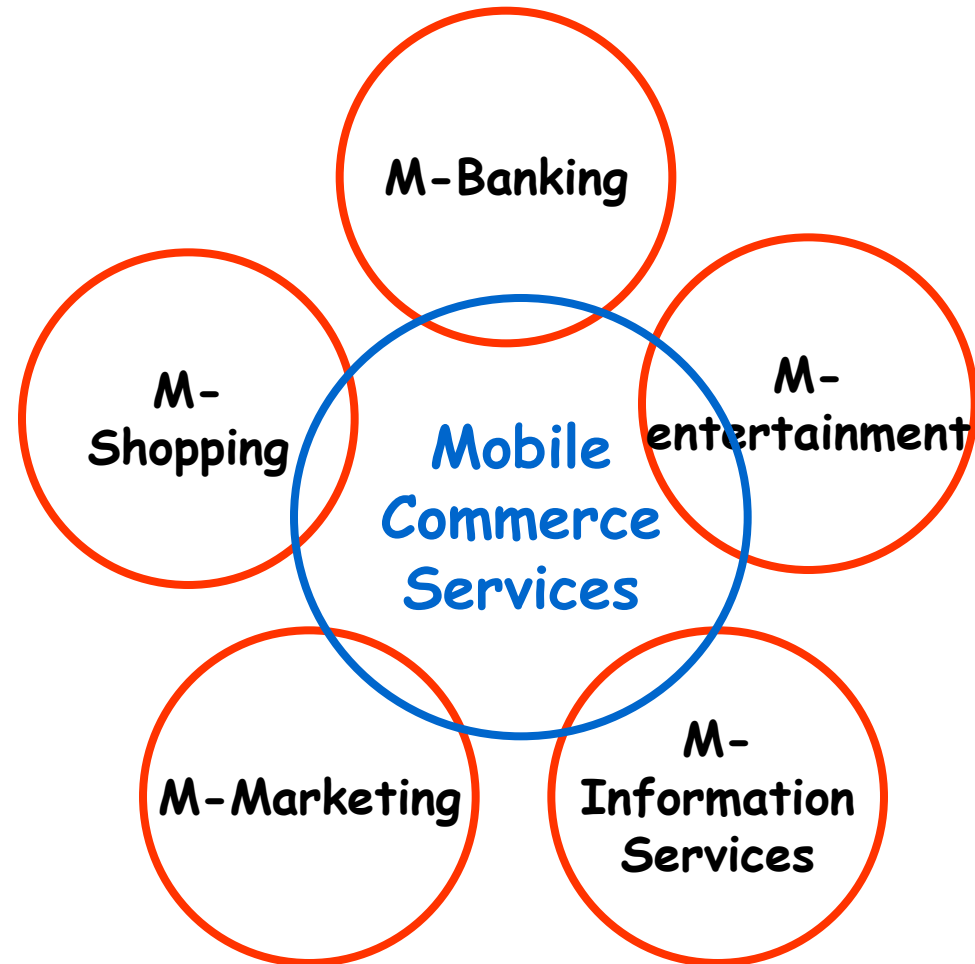 M-Banking
M-
Shopping
M-
entertainment
Mobile
Commerce
Services
M-Marketing
M-
Information
Services